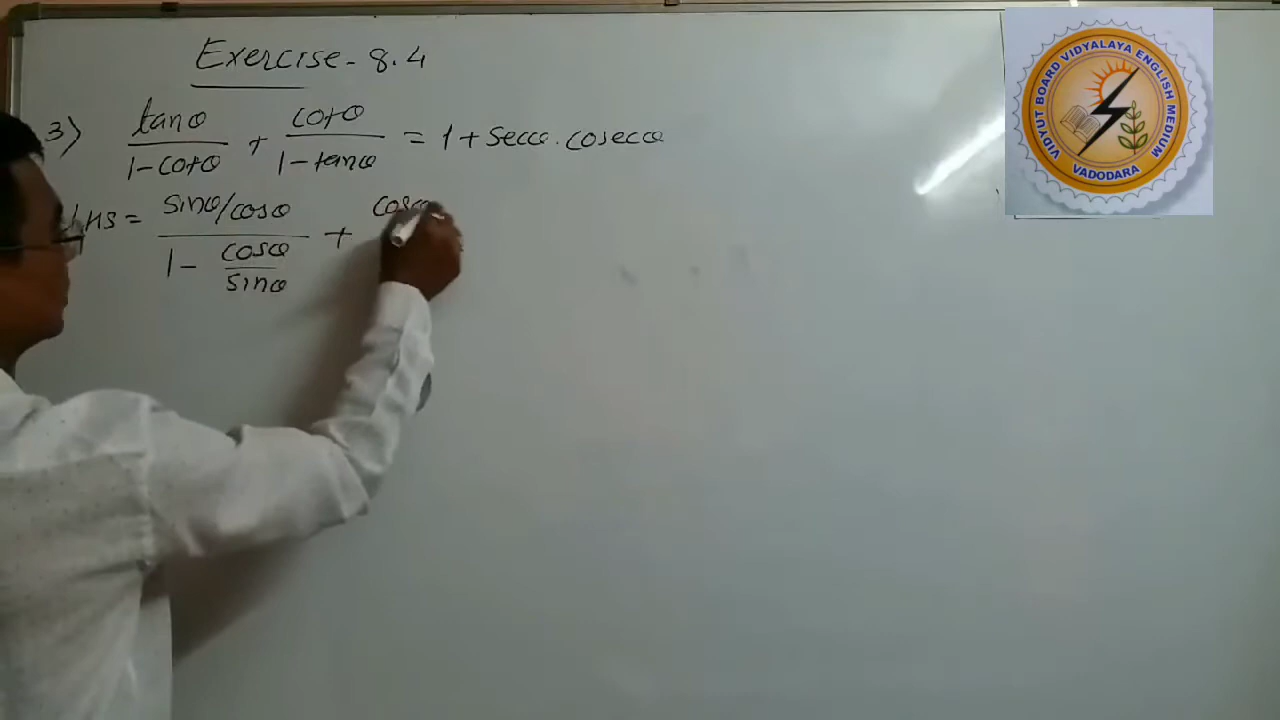 Exercise - 8.4
3) tanθ/1-cotθ + cotθ/1-tanθ = 1 + secθ.cosecθ
LHS = sinθ/cosθ / 1 - cosθ/sinθ + cosθ
VIDYUT BOARD VIDYALAYA ENGLISH MEDIUM
VADODARA